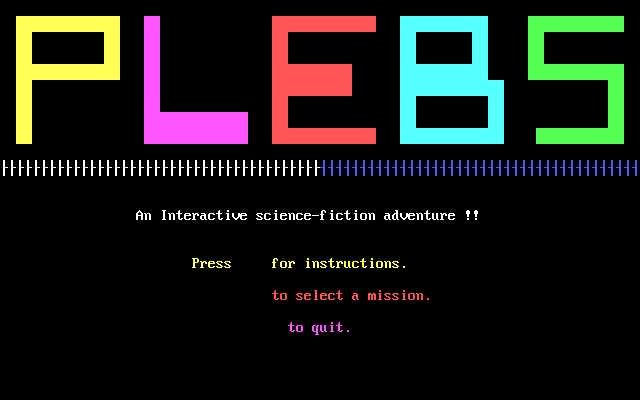 PLEBS
An Interactive science-fiction adventure !!
Press for instructions.
to select a mission.
to quit.